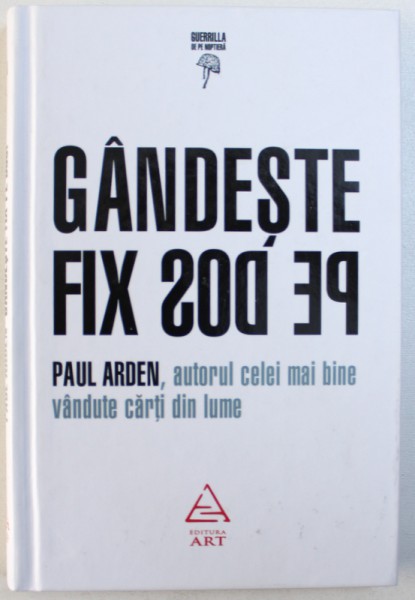 GUERRILLA
DE PE NOPTIERĂ
GÂNDEȘTE
FIX PE DOS
PAUL ARDEN, autorul celei mai bine
vândute cărți din lume
EDITURA
ART